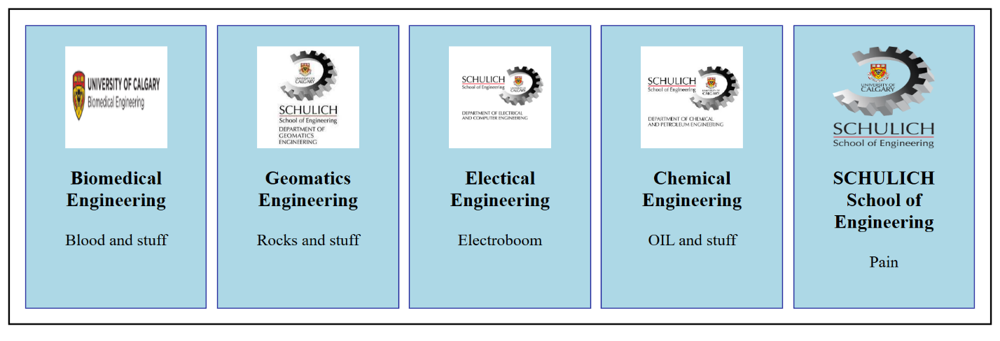 UNIVERSITY OF CALGARY
Biomedical Engineering
Biomedical
Engineering
Blood and stuff
UNIVERSITY OF
CALGARY
SCHULICH
School of Engineering
DEPARTMENT OF
GEOMATICS
ENGINEERING
Geomatics
Engineering
Rocks and stuff
SCHULICH
School of Engineering
UNIVERSITY OF
CALGARY
DEPARTMENT OF ELECTRICAL
AND COMPUTER ENGINEERING
Electical
Engineering
Electroboom
SCHULICH
School of Engineering
UNIVERSITY OF
CALGARY
DEPARTMENT OF CHEMICAL
AND PETROLEUM ENGINEERING
Chemical
Engineering
OIL and stuff
UNIVERSITY OF
CALGARY
SCHULICH
School of Engineering
SCHULICH
School of
Engineering
Pain